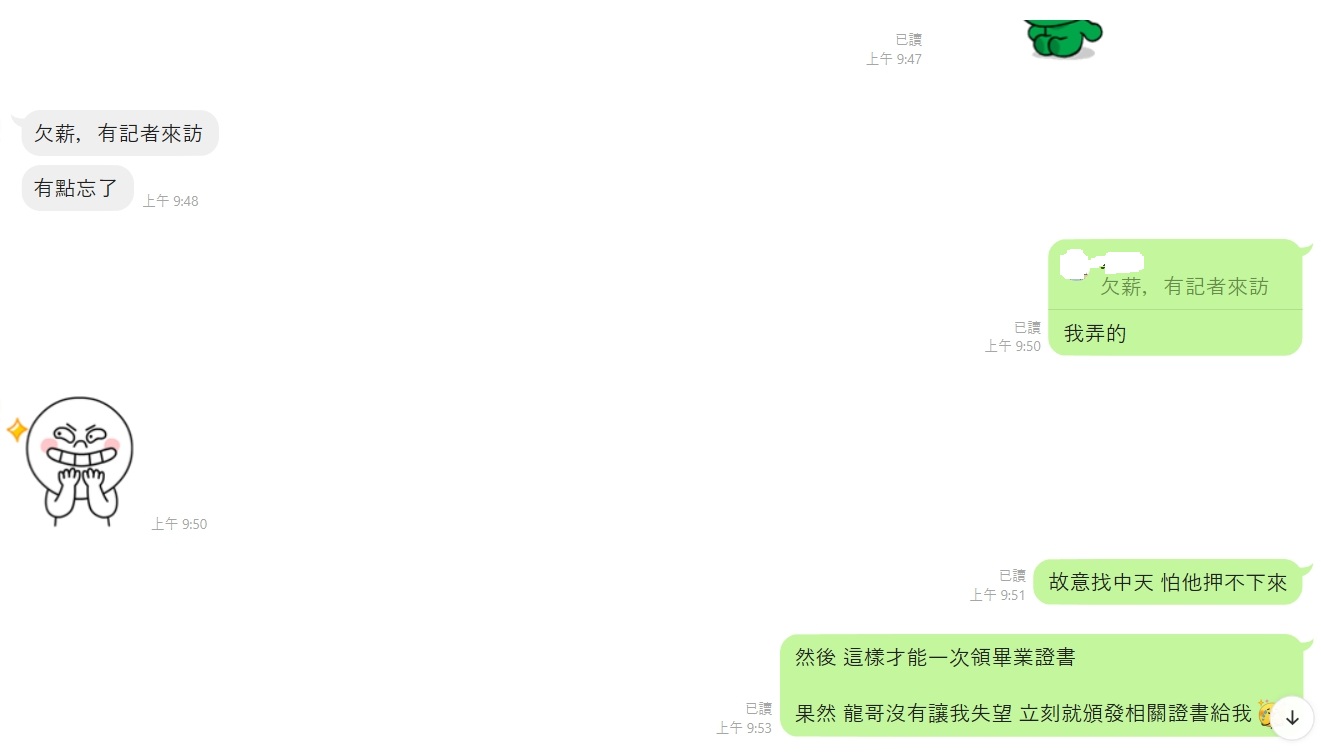 已讀
上午 9:47
欠薪, 有記者來訪
有點忘了
上午 9:48
欠薪, 有記者來訪
我弄的
已讀
上午 9:50
上午 9:50
故意找中天 怕他押不下來
已讀
上午 9:51
然後 這樣才能一次領畢業證書
果然 龍哥沒有讓我失望 立刻就頒發相關證書給我
已讀
上午 9:53